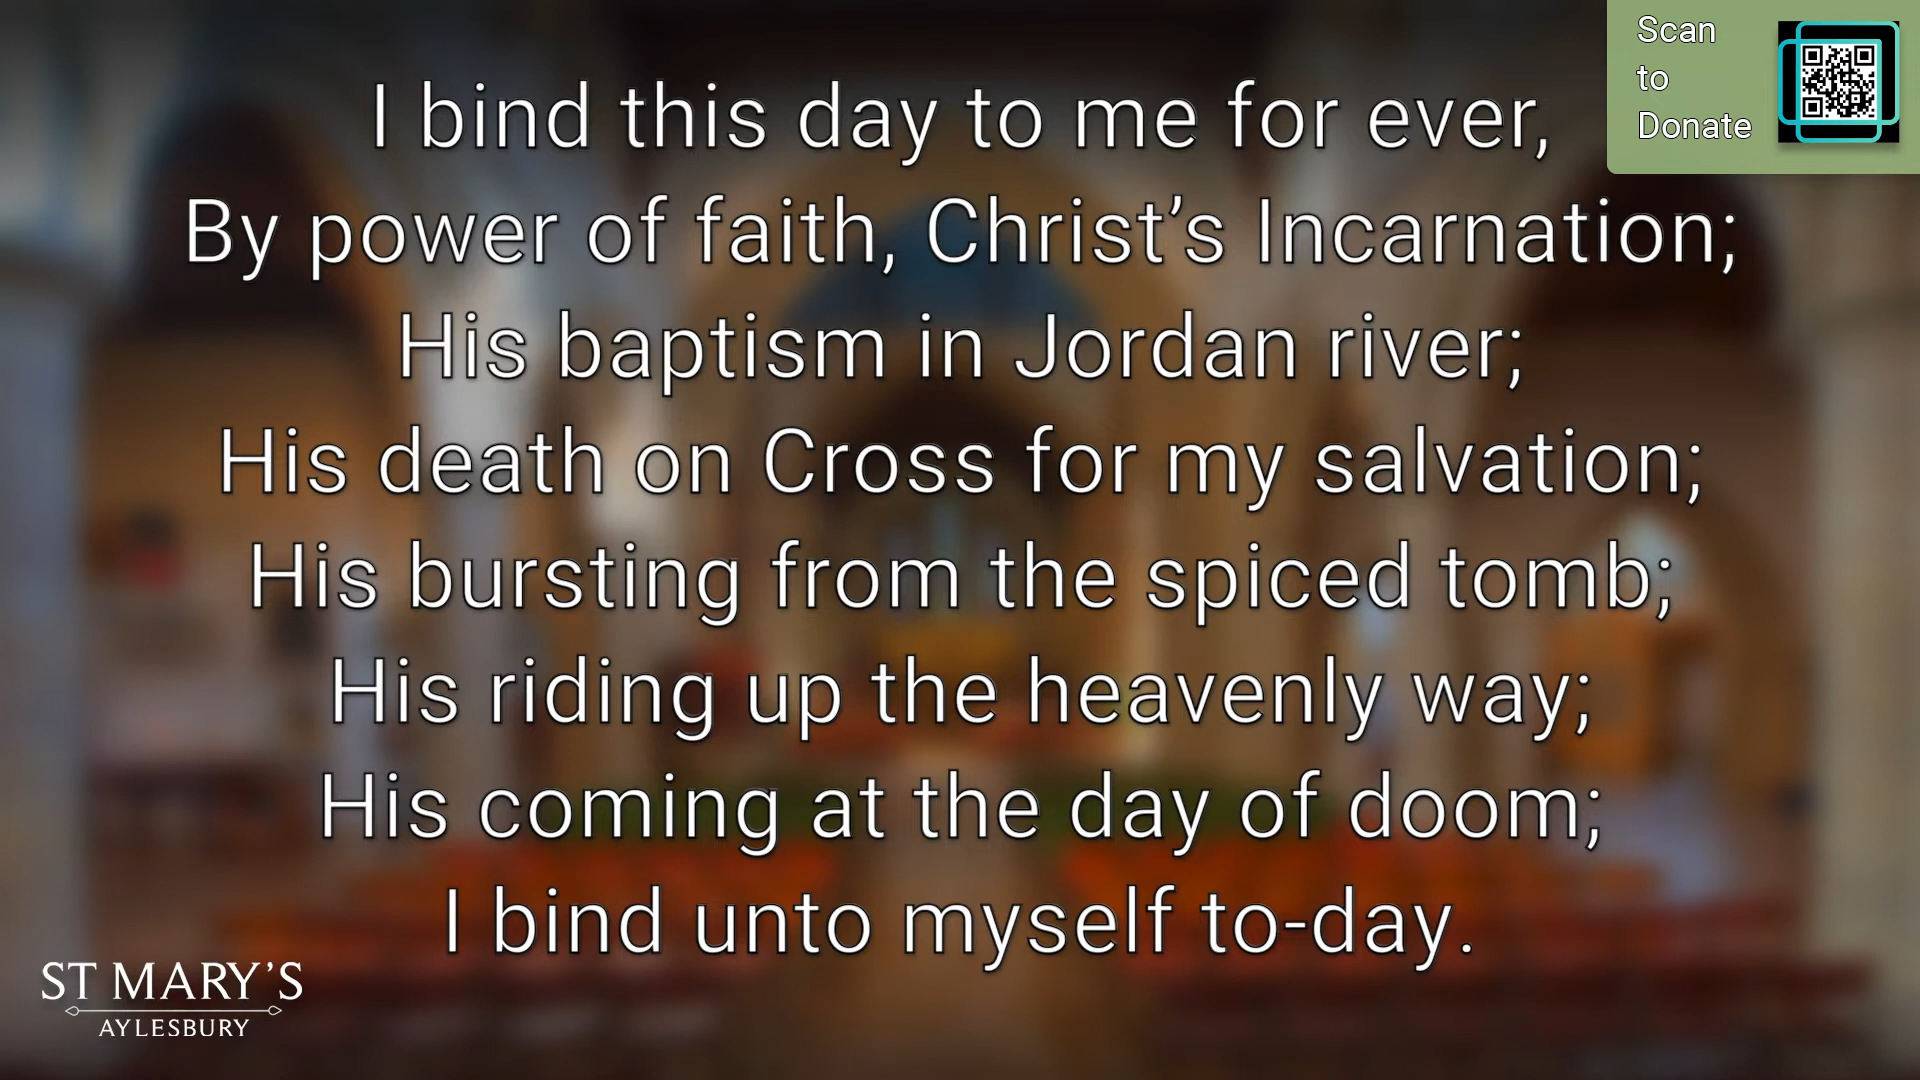 Scan
to
Donate
I bind this day to me for ever,
By power of faith, Christ’s Incarnation;
His baptism in Jordan river;
His death on Cross for my salvation;
His bursting from the spiced tomb;
His riding up the heavenly way;
His coming at the day of doom;
I bind unto myself to-day.
ST MARY’S
AYLESBURY